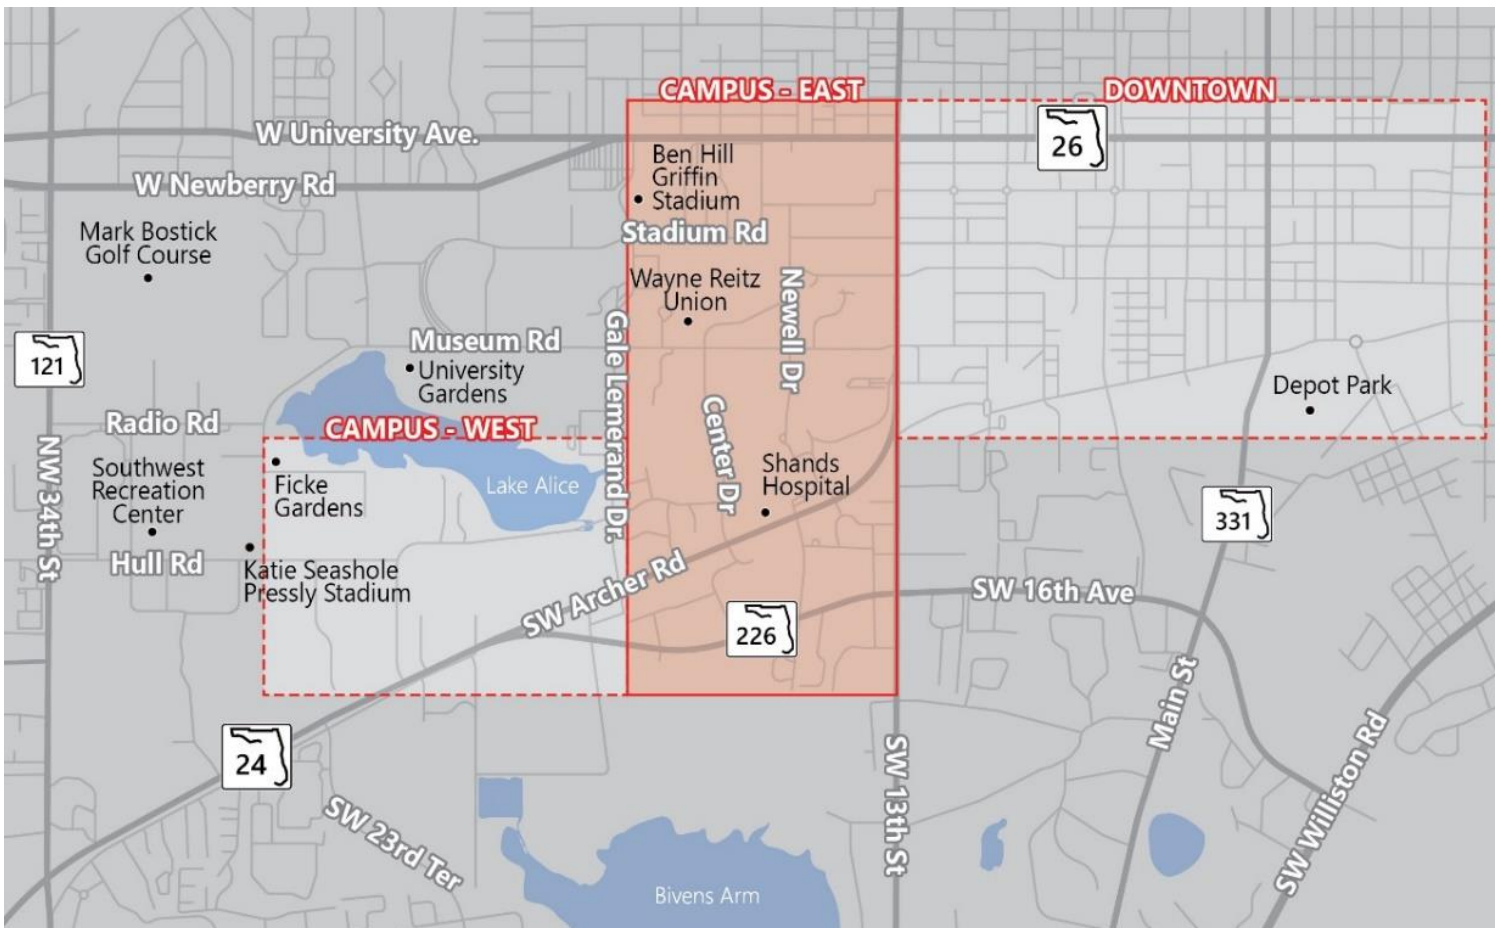 CAMPUS - EAST
DOWNTOWN
W University Ave.
26
Ben Hill
Griffin
Stadium
W Newberry Rd
Mark Bostick
Golf Course
Stadium Rd
Wayne Reitz
Union
Newell Dr
Gale Lemerand Dr.
Museum Rd
121
University
Gardens
Depot Park
Center Dr
Radio Rd
CAMPUS - WEST
NW 34th St
Southwest
Recreation
Center
Ficke
Gardens
Lake Alice
Shands
Hospital
331
Hull Rd
Katie Seashole
Pressly Stadium
SW Archer Rd
SW 16th Ave
226
Main St
24
SW 13th St
SW Williston Rd
SW 23rd Ter
Bivens Arm